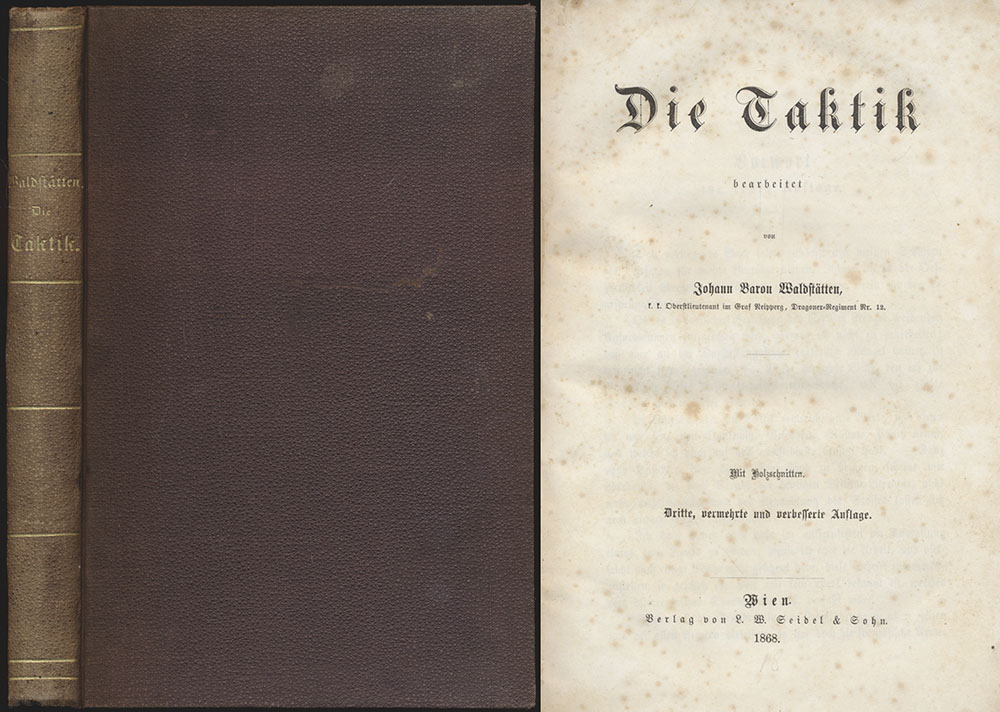 Waldstätten.
Die
Taktik.
Die Taktik
bearbeitet
von
Johann Baron Waldstätten,
k. k. Oberstlieutenant im Graf Neipperg, Dragoner-Regiment Nr. 12.
Mit Holzschnitten.
Dritte, vermehrte und verbesserte Auflage.
Wien.
Verlag von L. W. Seidel & Sohn.
1868.